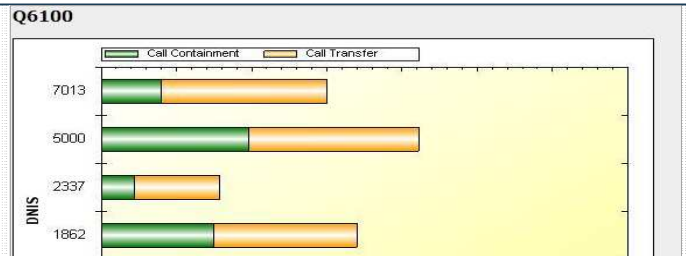 Q6100
Call Containment Call Transfer
7013
5000
2337
DNIS
1862